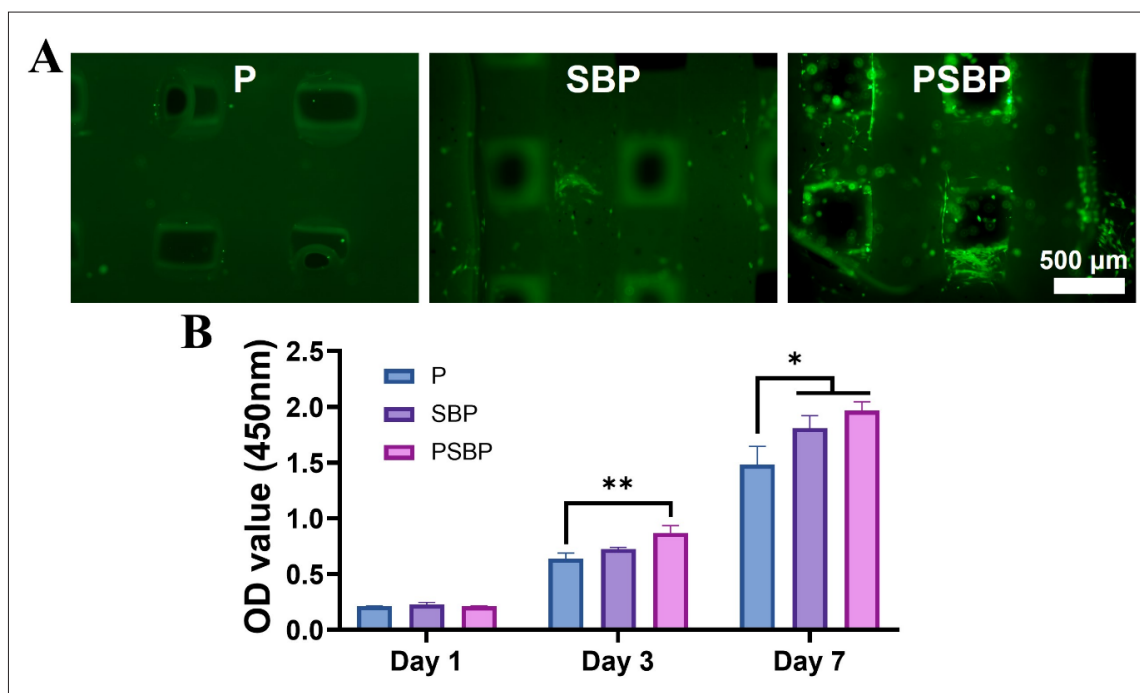 A
P
SBP
PSBP
500 µm
B
OD value (450nm)
2.5
2.0
1.5
1.0
0.5
0.0
P
SBP
PSBP
**
*
Day 1
Day 3
Day 7